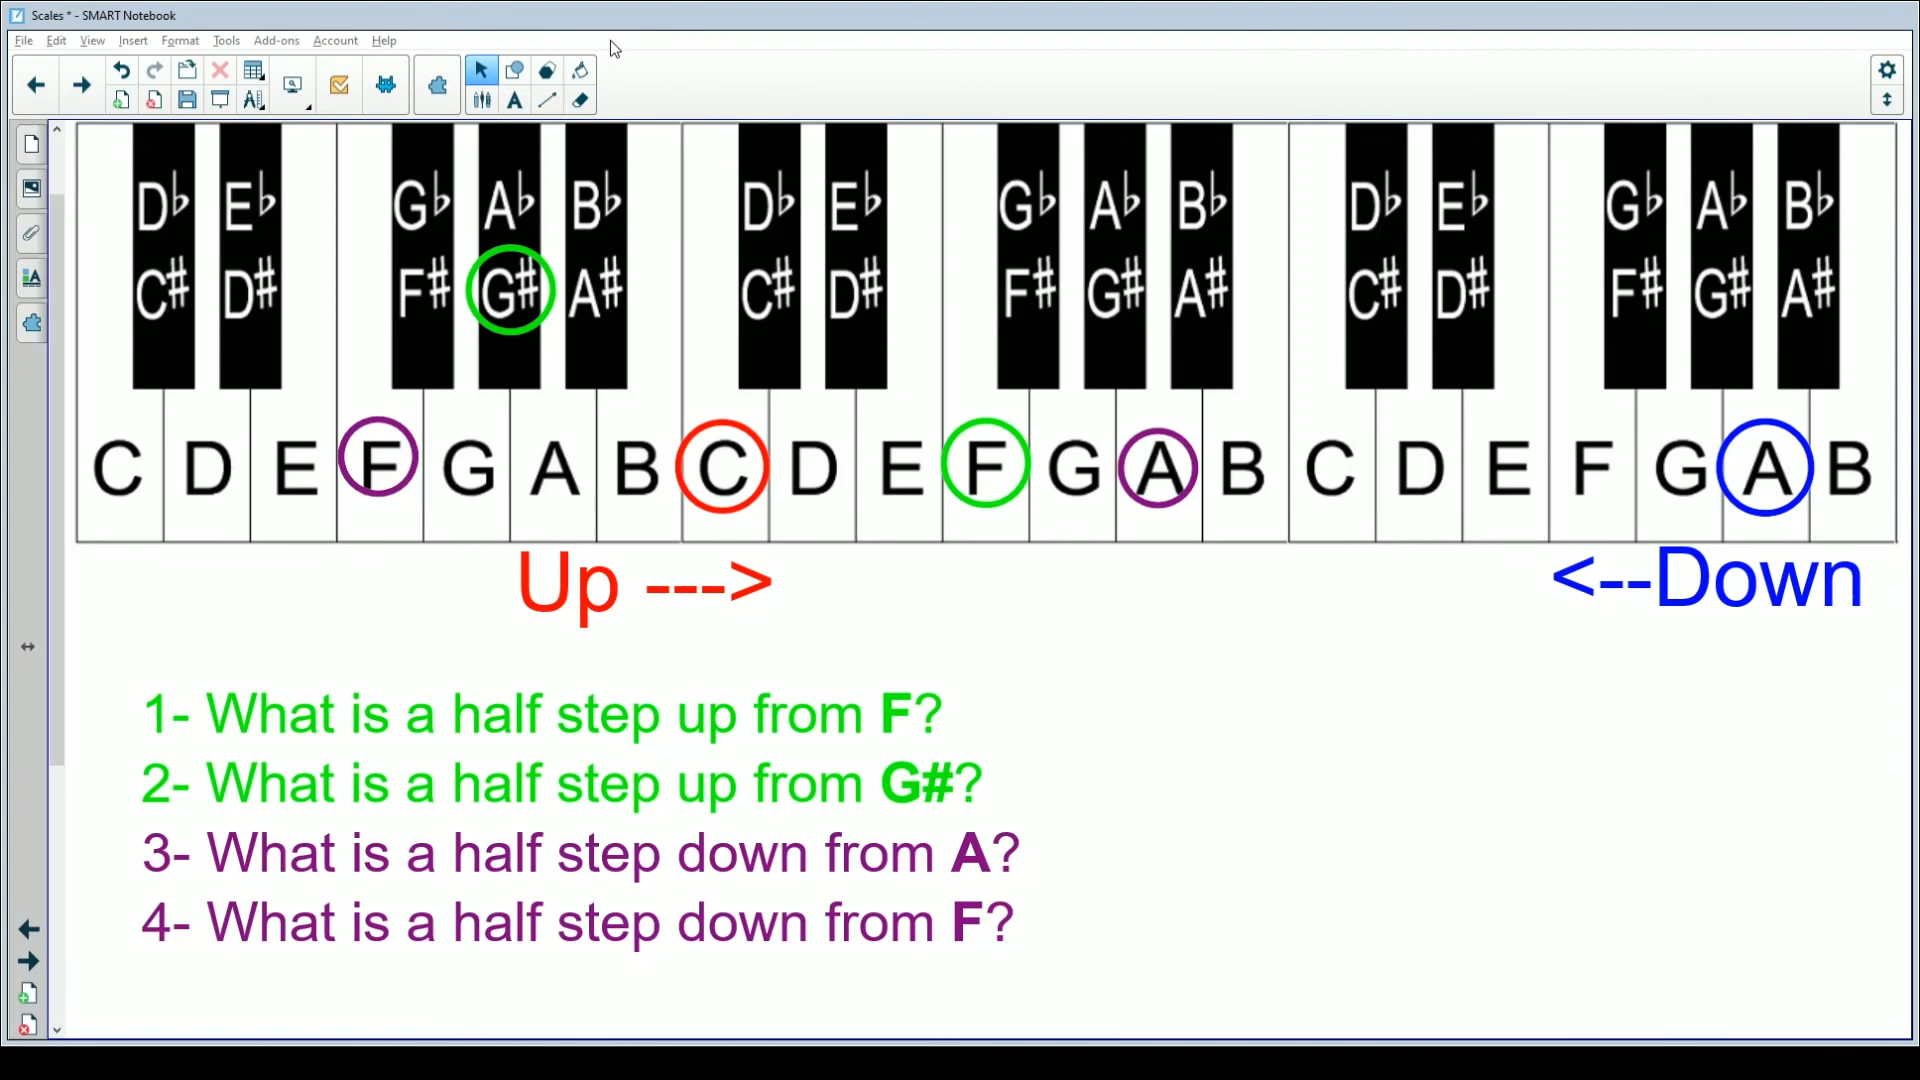 Scales * - SMART Notebook
File Edit View Insert Format Tools Add-ons Account Help
D♭ E♭ G♭ A♭ B♭ D♭ E♭ G♭ A♭ B♭ D♭ E♭ G♭ A♭ B♭
C# D# F# G# A# C# D# F# G# A# C# D# F# G# A#
C D E F G A B C D E F G A B C D E F G A B
Up ---> <--Down
1- What is a half step up from F?
2- What is a half step up from G#?
3- What is a half step down from A?
4- What is a half step down from F?